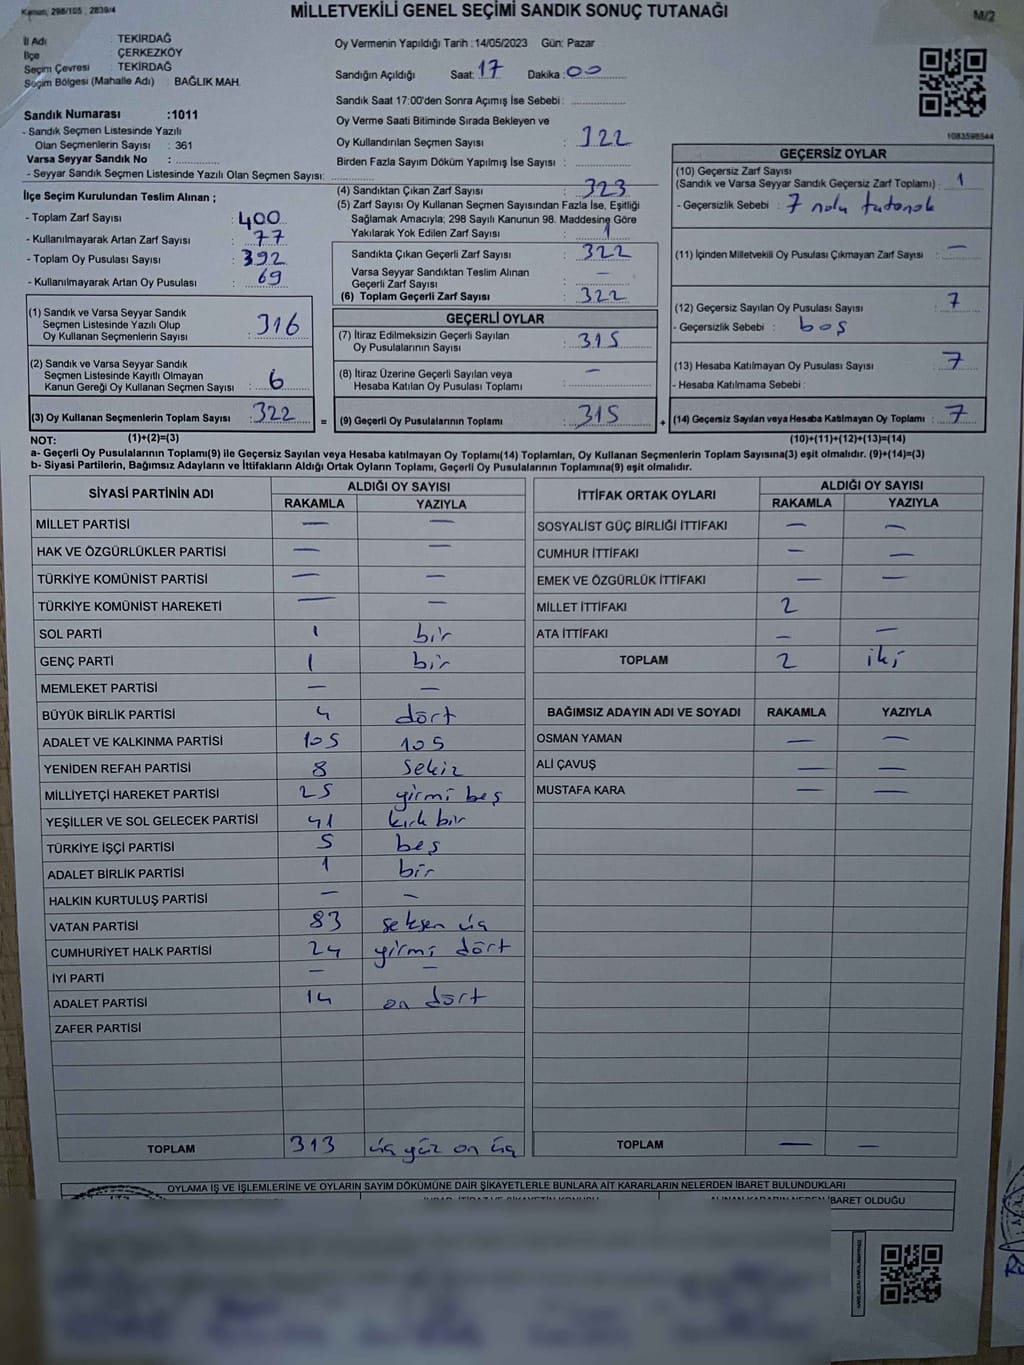 Kanun: 298/105 ; 2839/4
MİLLETVEKİLİ GENEL SEÇİMİ SANDIK SONUÇ TUTANAĞI
M/2
İl Adı : TEKİRDAĞ
İlçe : ÇERKEZKÖY
Seçim Çevresi : TEKİRDAĞ
Seçim Bölgesi (Mahalle Adı) : BAĞLIK MAH.
Oy Vermenin Yapıldığı Tarih : 14/05/2023 Gün: Pazar
Sandığın Açıldığı Saat: 17 Dakika : 00
Sandık Saat 17:00'den Sonra Açımış İse Sebebi :
Oy Verme Saati Bitiminde Sırada Bekleyen ve
Oy Kullandırılan Seçmen Sayısı : 322
Birden Fazla Sayım Döküm Yapılmış İse Sayısı :
1083598544
Sandık Numarası :1011
- Sandık Seçmen Listesinde Yazılı
Olan Seçmenlerin Sayısı : 361
Varsa Seyyar Sandık No :
- Seyyar Sandık Seçmen Listesinde Yazılı Olan Seçmen Sayısı:
İlçe Seçim Kurulundan Teslim Alınan ;
- Toplam Zarf Sayısı : 400
- Kullanılmayarak Artan Zarf Sayısı : 77
- Toplam Oy Pusulası Sayısı : 392
- Kullanılmayarak Artan Oy Pusulası : 69
(1) Sandık ve Varsa Seyyar Sandık
Seçmen Listesinde Yazılı Olup
Oy Kullanan Seçmenlerin Sayısı : 316
(2) Sandık ve Varsa Seyyar Sandık
Seçmen Listesinde Kayıtlı Olmayan
Kanun Gereği Oy Kullanan Seçmen Sayısı : 6
(3) Oy Kullanan Seçmenlerin Toplam Sayısı : 322
(4) Sandıktan Çıkan Zarf Sayısı : 323
(5) Zarf Sayısı Oy Kullanan Seçmen Sayısından Fazla İse, Eşitliği
Sağlamak Amacıyla; 298 Sayılı Kanunun 98. Maddesine Göre
Yakılarak Yok Edilen Zarf Sayısı : 1
Sandıkta Çıkan Geçerli Zarf Sayısı : 322
Varsa Seyyar Sandıktan Teslim Alınan
Geçerli Zarf Sayısı : —
(6) Toplam Geçerli Zarf Sayısı : 322
GEÇERLİ OYLAR
(7) İtiraz Edilmeksizin Geçerli Sayılan
Oy Pusulalarının Sayısı : 315
(8) İtiraz Üzerine Geçerli Sayılan veya
Hesaba Katılan Oy Pusulası Toplamı : —
= (9) Geçerli Oy Pusulalarının Toplamı : 315
GEÇERSİZ OYLAR
(10) Geçersiz Zarf Sayısı
(Sandık ve Varsa Seyyar Sandık Geçersiz Zarf Toplamı) : 1
- Geçersizlik Sebebi : 7 nolu tutanak
(11) İçinden Milletvekili Oy Pusulası Çıkmayan Zarf Sayısı : —
(12) Geçersiz Sayılan Oy Pusulası Sayısı : 7
- Geçersizlik Sebebi : boş
(13) Hesaba Katılmayan Oy Pusulası Sayısı : 7
- Hesaba Katılmama Sebebi :
+ (14) Geçersiz Sayılan veya Hesaba Katılmayan Oy Toplamı : 7
NOT: (1)+(2)=(3) (10)+(11)+(12)+(13)=(14)
a- Geçerli Oy Pusulalarının Toplamı(9) ile Geçersiz Sayılan veya Hesaba katılmayan Oy Toplamı(14) Toplamları, Oy Kullanan Seçmenlerin Toplam Sayısına(3) eşit olmalıdır. (9)+(14)=(3)
b- Siyasi Partilerin, Bağımsız Adayların ve İttifakların Aldığı Ortak Oyların Toplamı, Geçerli Oy Pusulalarının Toplamına(9) eşit olmalıdır.
SİYASİ PARTİNİN ADI ALDIĞI OY SAYISI
RAKAMLA YAZIYLA
MİLLET PARTİSİ — —
HAK VE ÖZGÜRLÜKLER PARTİSİ — —
TÜRKİYE KOMÜNİST PARTİSİ — —
TÜRKİYE KOMÜNİST HAREKETİ — —
SOL PARTİ 1 bir
GENÇ PARTİ 1 bir
MEMLEKET PARTİSİ — —
BÜYÜK BİRLİK PARTİSİ 4 dört
ADALET VE KALKINMA PARTİSİ 105 105
YENİDEN REFAH PARTİSİ 8 sekiz
MİLLİYETÇİ HAREKET PARTİSİ 25 yirmi beş
YEŞİLLER VE SOL GELECEK PARTİSİ 41 kırk bir
TÜRKİYE İŞÇİ PARTİSİ 5 beş
ADALET BİRLİK PARTİSİ 1 bir
HALKIN KURTULUŞ PARTİSİ — —
VATAN PARTİSİ 83 seksen üç
CUMHURİYET HALK PARTİSİ 24 yirmi dört
İYİ PARTİ — —
ADALET PARTİSİ 14 on dört
ZAFER PARTİSİ
TOPLAM 313 üç yüz on üç
İTTİFAK ORTAK OYLARI ALDIĞI OY SAYISI
RAKAMLA YAZIYLA
SOSYALİST GÜÇ BİRLİĞİ İTTİFAKI — —
CUMHUR İTTİFAKI — —
EMEK VE ÖZGÜRLÜK İTTİFAKI — —
MİLLET İTTİFAKI 2
ATA İTTİFAKI — —
TOPLAM 2 iki
BAĞIMSIZ ADAYIN ADI VE SOYADI RAKAMLA YAZIYLA
OSMAN YAMAN — —
ALİ ÇAVUŞ — —
MUSTAFA KARA — —
TOPLAM — —
OYLAMA İŞ VE İŞLEMLERİNE VE OYLARIN SAYIM DÖKÜMÜNE DAİR ŞİKAYETLERLE BUNLARA AİT KARARLARIN NELERDEN İBARET BULUNDUKLARI
ALINAN KARARIN NEDEN İBARET OLDUĞU